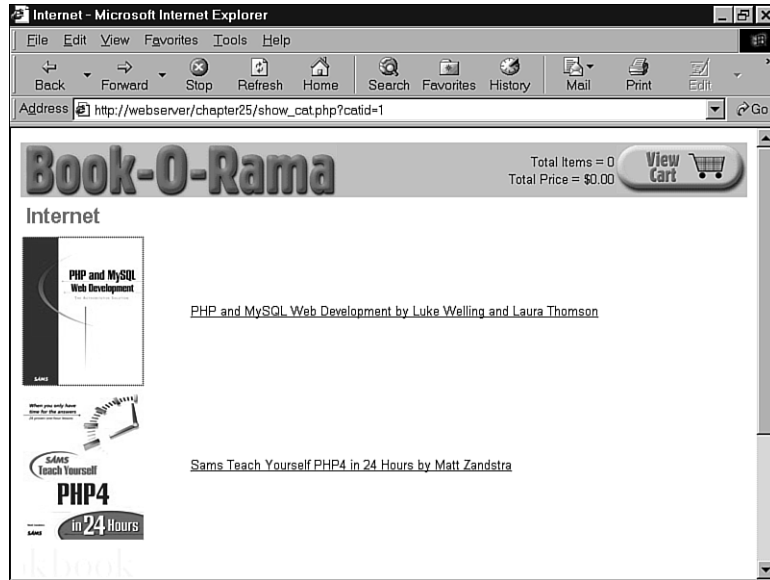 Internet - Microsoft Internet Explorer
File Edit View Favorites Tools Help
Back Forward Stop Refresh Home Search Favorites History Mail Print Edit
Address http://webserver/chapter25/show_cat.php?catid=1 Go
Book-O-Rama
Total Items = 0
Total Price = $0.00
View
Cart
Internet
PHP and MySQL
Web Development
SAMS
PHP and MySQL Web Development by Luke Welling and Laura Thomson
When you only have
time for the answers
SAMS
Teach Yourself
PHP4
in 24 Hours
SAMS
Sams Teach Yourself PHP4 in 24 Hours by Matt Zandstra